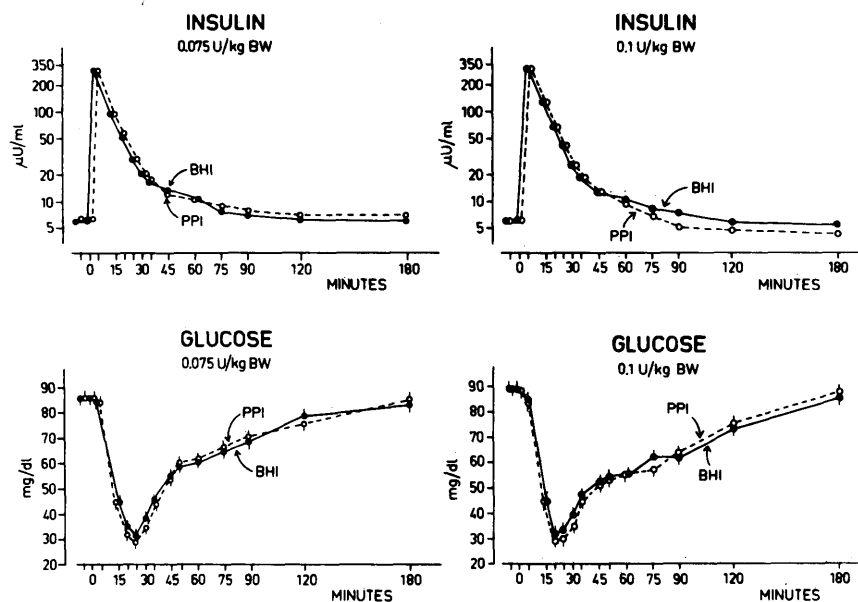 INSULIN
0.075 U/kg BW
350
200
100
50
20
10
5
µU/ml
BHI
PPI
0 15 30 45 60 75 90 120 180
MINUTES
INSULIN
0.1 U/kg BW
350
200
100
50
20
10
5
µU/ml
BHI
PPI
0 15 30 45 60 75 90 120 180
MINUTES
GLUCOSE
0.075 U/kg BW
90
80
70
60
50
40
30
20
mg/dl
PPI
BHI
0 15 30 45 60 75 90 120 180
MINUTES
GLUCOSE
0.1 U/kg BW
90
80
70
60
50
40
30
20
mg/dl
PPI
BHI
0 15 30 45 60 75 90 120 180
MINUTES